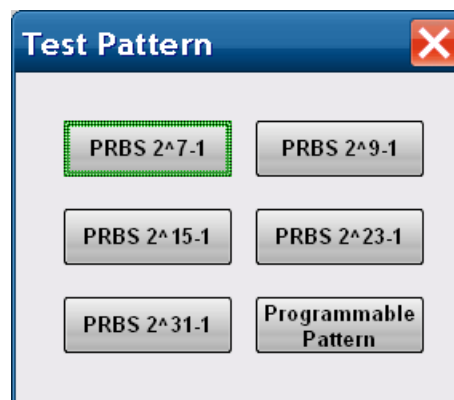 Test Pattern
PRBS 2^7-1
PRBS 2^9-1
PRBS 2^15-1
PRBS 2^23-1
PRBS 2^31-1
Programmable
Pattern